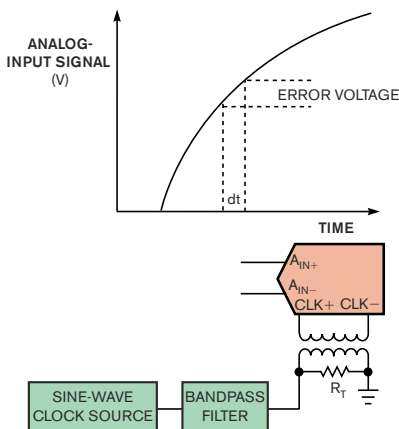 ANALOG-
INPUT SIGNAL
(V)
ERROR VOLTAGE
dt
TIME
AIN+
AIN−
CLK+ CLK−
RT
SINE-WAVE
CLOCK SOURCE
BANDPASS
FILTER